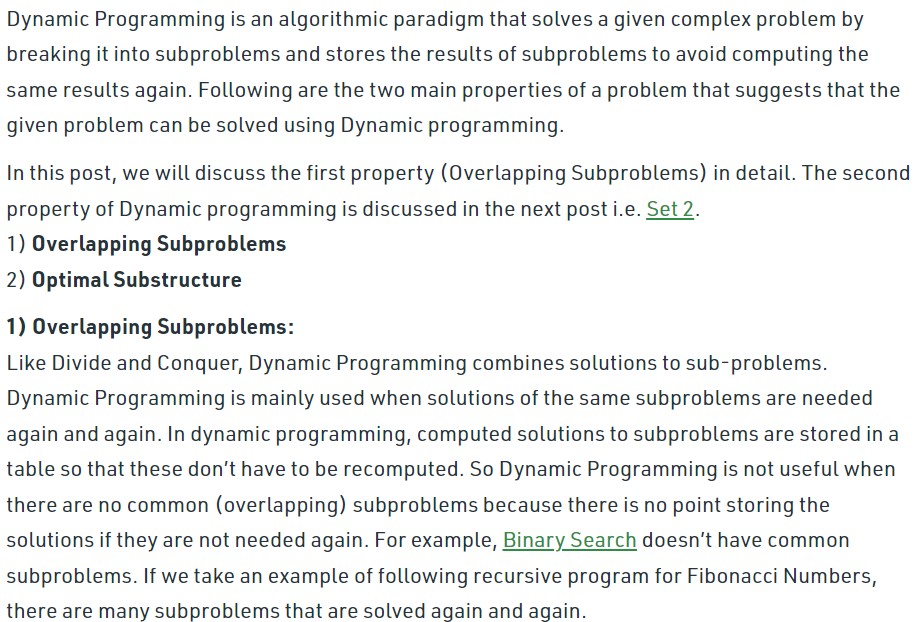 Dynamic Programming is an algorithmic paradigm that solves a given complex problem by
breaking it into subproblems and stores the results of subproblems to avoid computing the
same results again. Following are the two main properties of a problem that suggests that the
given problem can be solved using Dynamic programming.
In this post, we will discuss the first property (Overlapping Subproblems) in detail. The second
property of Dynamic programming is discussed in the next post i.e. Set 2.
1) Overlapping Subproblems
2) Optimal Substructure
1) Overlapping Subproblems:
Like Divide and Conquer, Dynamic Programming combines solutions to sub-problems.
Dynamic Programming is mainly used when solutions of the same subproblems are needed
again and again. In dynamic programming, computed solutions to subproblems are stored in a
table so that these don’t have to be recomputed. So Dynamic Programming is not useful when
there are no common (overlapping) subproblems because there is no point storing the
solutions if they are not needed again. For example, Binary Search doesn’t have common
subproblems. If we take an example of following recursive program for Fibonacci Numbers,
there are many subproblems that are solved again and again.